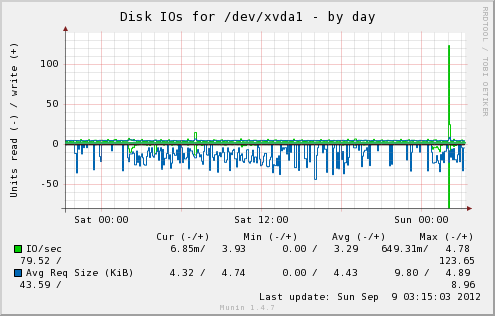 Disk IOs for /dev/xvda1 - by day
RRDTOOL / TOBI OETIKER
Units read (-) / write (+)
100
50
0
-50
Sat 00:00 Sat 12:00 Sun 00:00
Cur (-/+) Min (-/+) Avg (-/+) Max (-/+)
IO/sec 6.85m/ 3.93 0.00 / 3.29 649.31m/ 4.78
79.52 / 123.65
Avg Req Size (KiB) 4.32 / 4.74 0.00 / 4.43 9.80 / 4.89
43.59 / 8.96
Last update: Sun Sep 9 03:15:03 2012
Munin 1.4.7